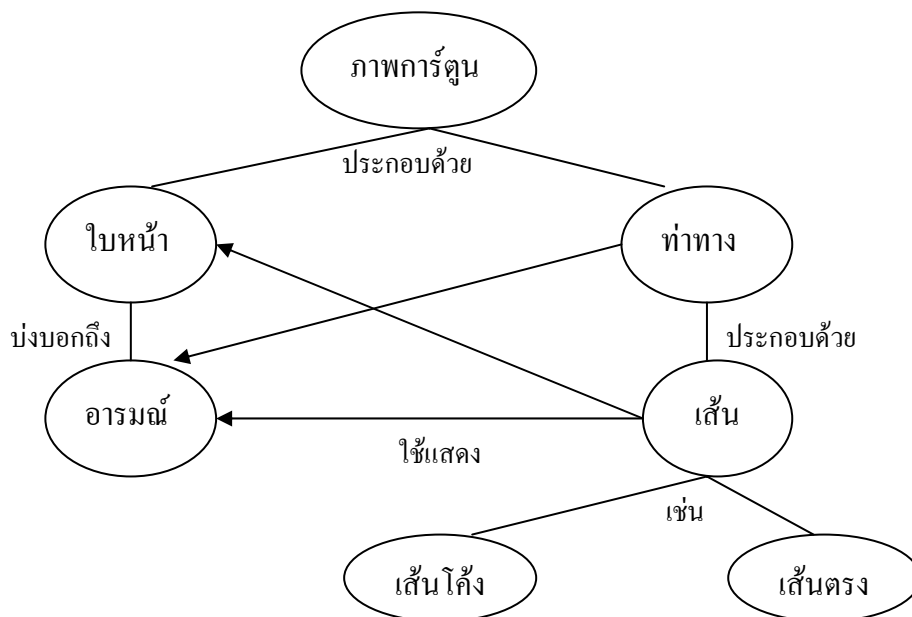 ภาพการ์ตูน
ประกอบด้วย
ใบหน้า
ท่าทาง
บ่งบอกถึง
ประกอบด้วย
อารมณ์
เส้น
ใช้แสดง
เช่น
เส้นโค้ง
เส้นตรง